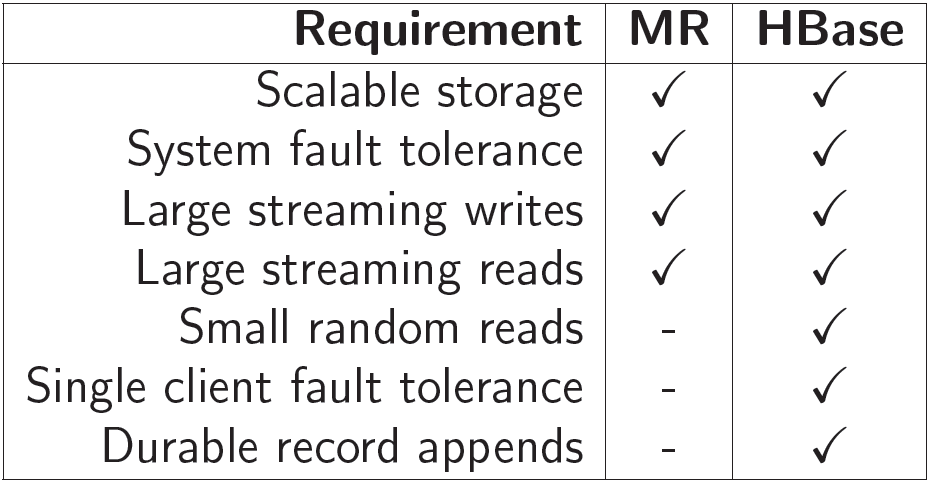 Requirement MR HBase
Scalable storage ✓ ✓
System fault tolerance ✓ ✓
Large streaming writes ✓ ✓
Large streaming reads ✓ ✓
Small random reads - ✓
Single client fault tolerance - ✓
Durable record appends - ✓